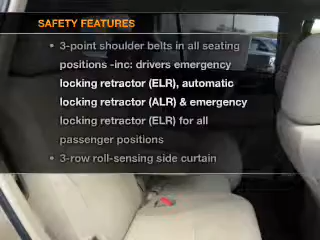 SAFETY FEATURES
• 3-point shoulder belts in all seating
positions -inc: drivers emergency
locking retractor (ELR), automatic
locking retractor (ALR) & emergency
locking retractor (ELR) for all
passenger positions
• 3-row roll-sensing side curtain